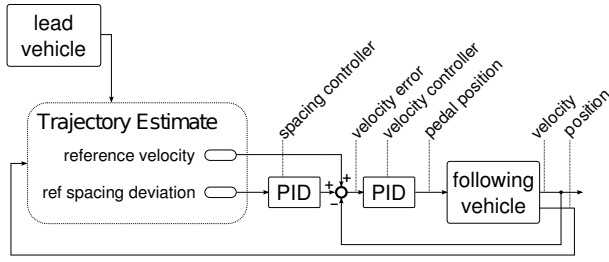 lead
vehicle
Trajectory Estimate
reference velocity
ref spacing deviation
spacing controller
PID
+
+
−
velocity error
velocity controller
PID
pedal position
following
vehicle
velocity
position